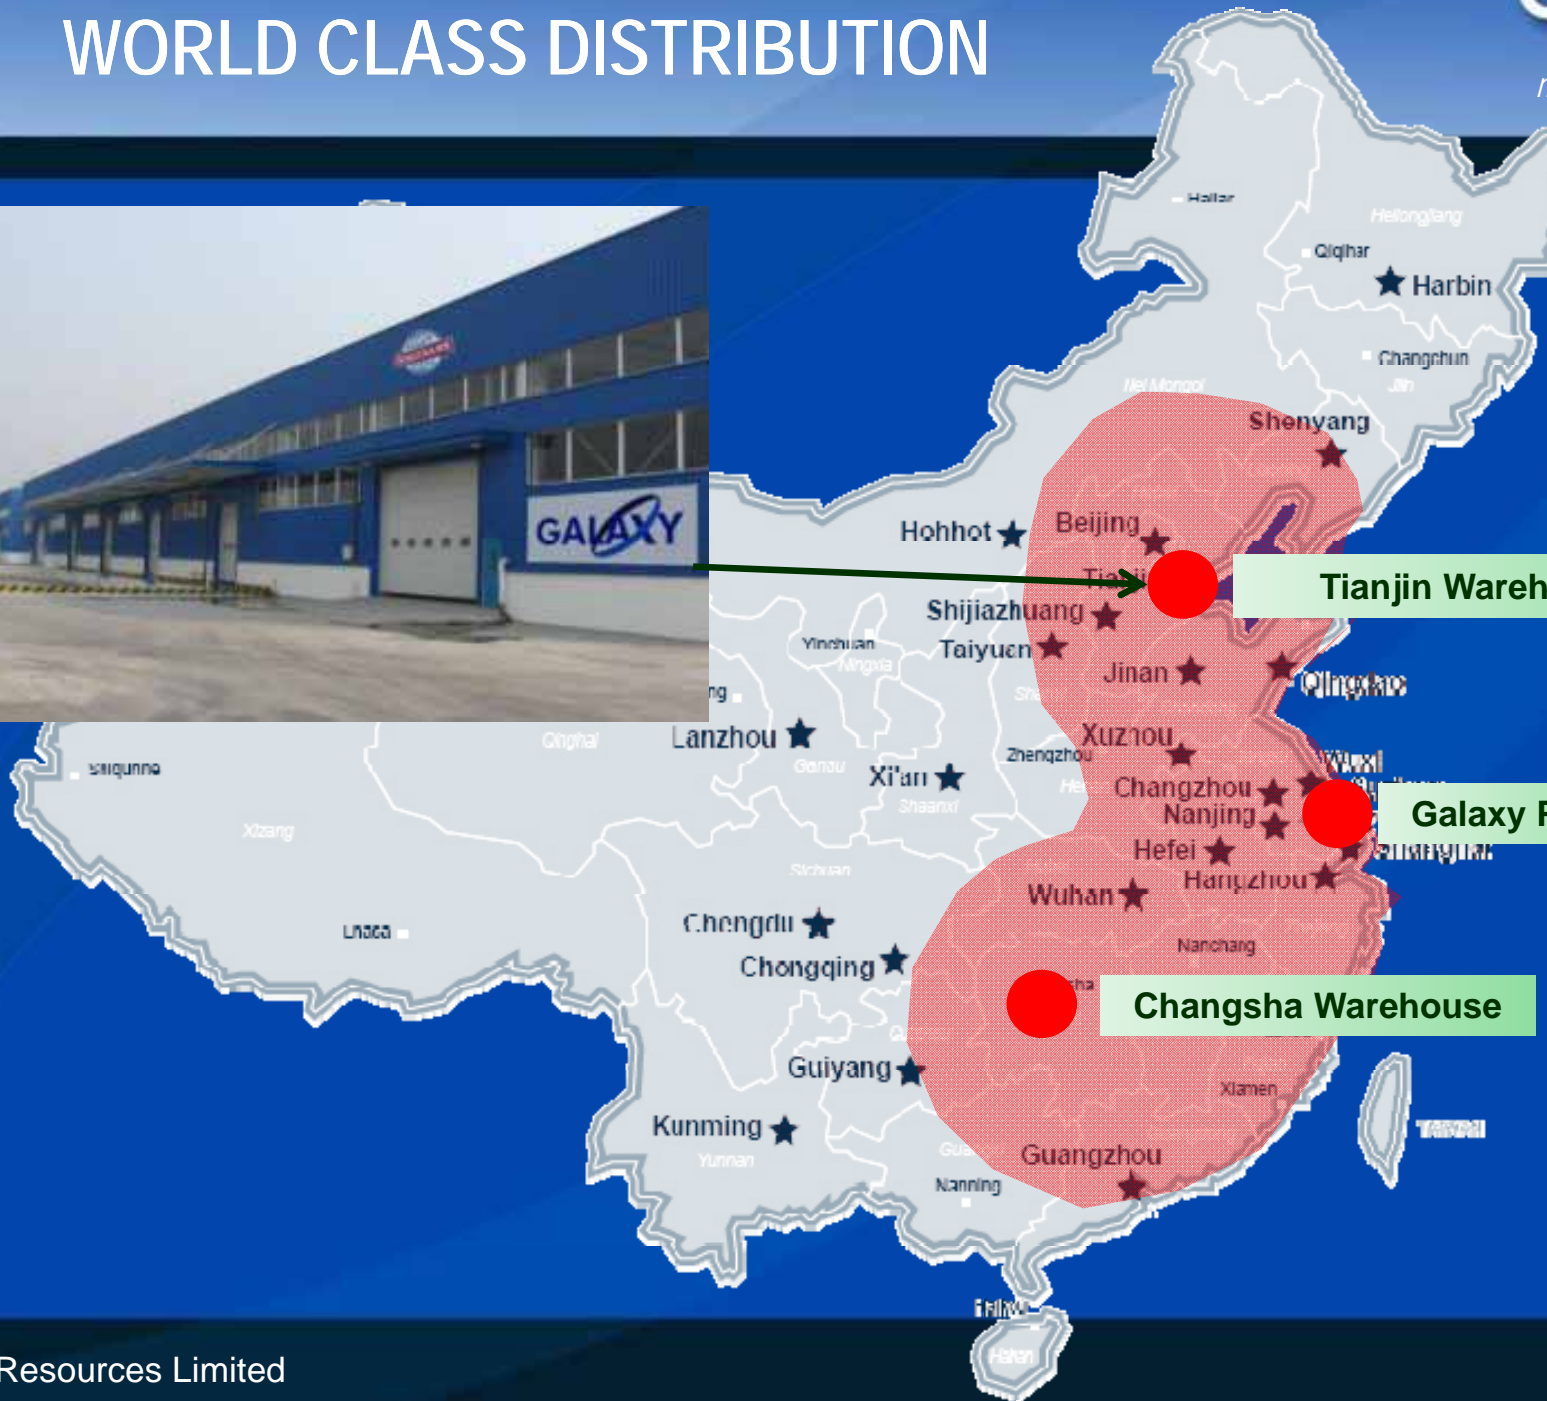 WORLD CLASS DISTRIBUTION
Hailar
Heilongjiang
Qiqihar
Harbin
Changchun
Jilin
Nei Mongol
Shenyang
GALAXY
Hohhot
Beijing
Tianjin Wareh
Shijiazhuang
Yinchuan
Ningxia
Taiyuan
Jinan
Qingdao
ng
Lanzhou
Qinghai
Gansu
Xuzhou
Zhengzhou
Wuxi
Xi'an
Shaanxi
Changzhou
Nanjing
Galaxy
Hefei
Shanghai
Xizang
Sichuan
Hangzhou
Wuhan
Chengdu
Lhasa
Nanchang
Chongqing
sha
Changsha Warehouse
Guiyang
Xiamen
Kunming
Yunnan
Guangzhou
Nanning
Taiwan
Hainan
Resources Limited